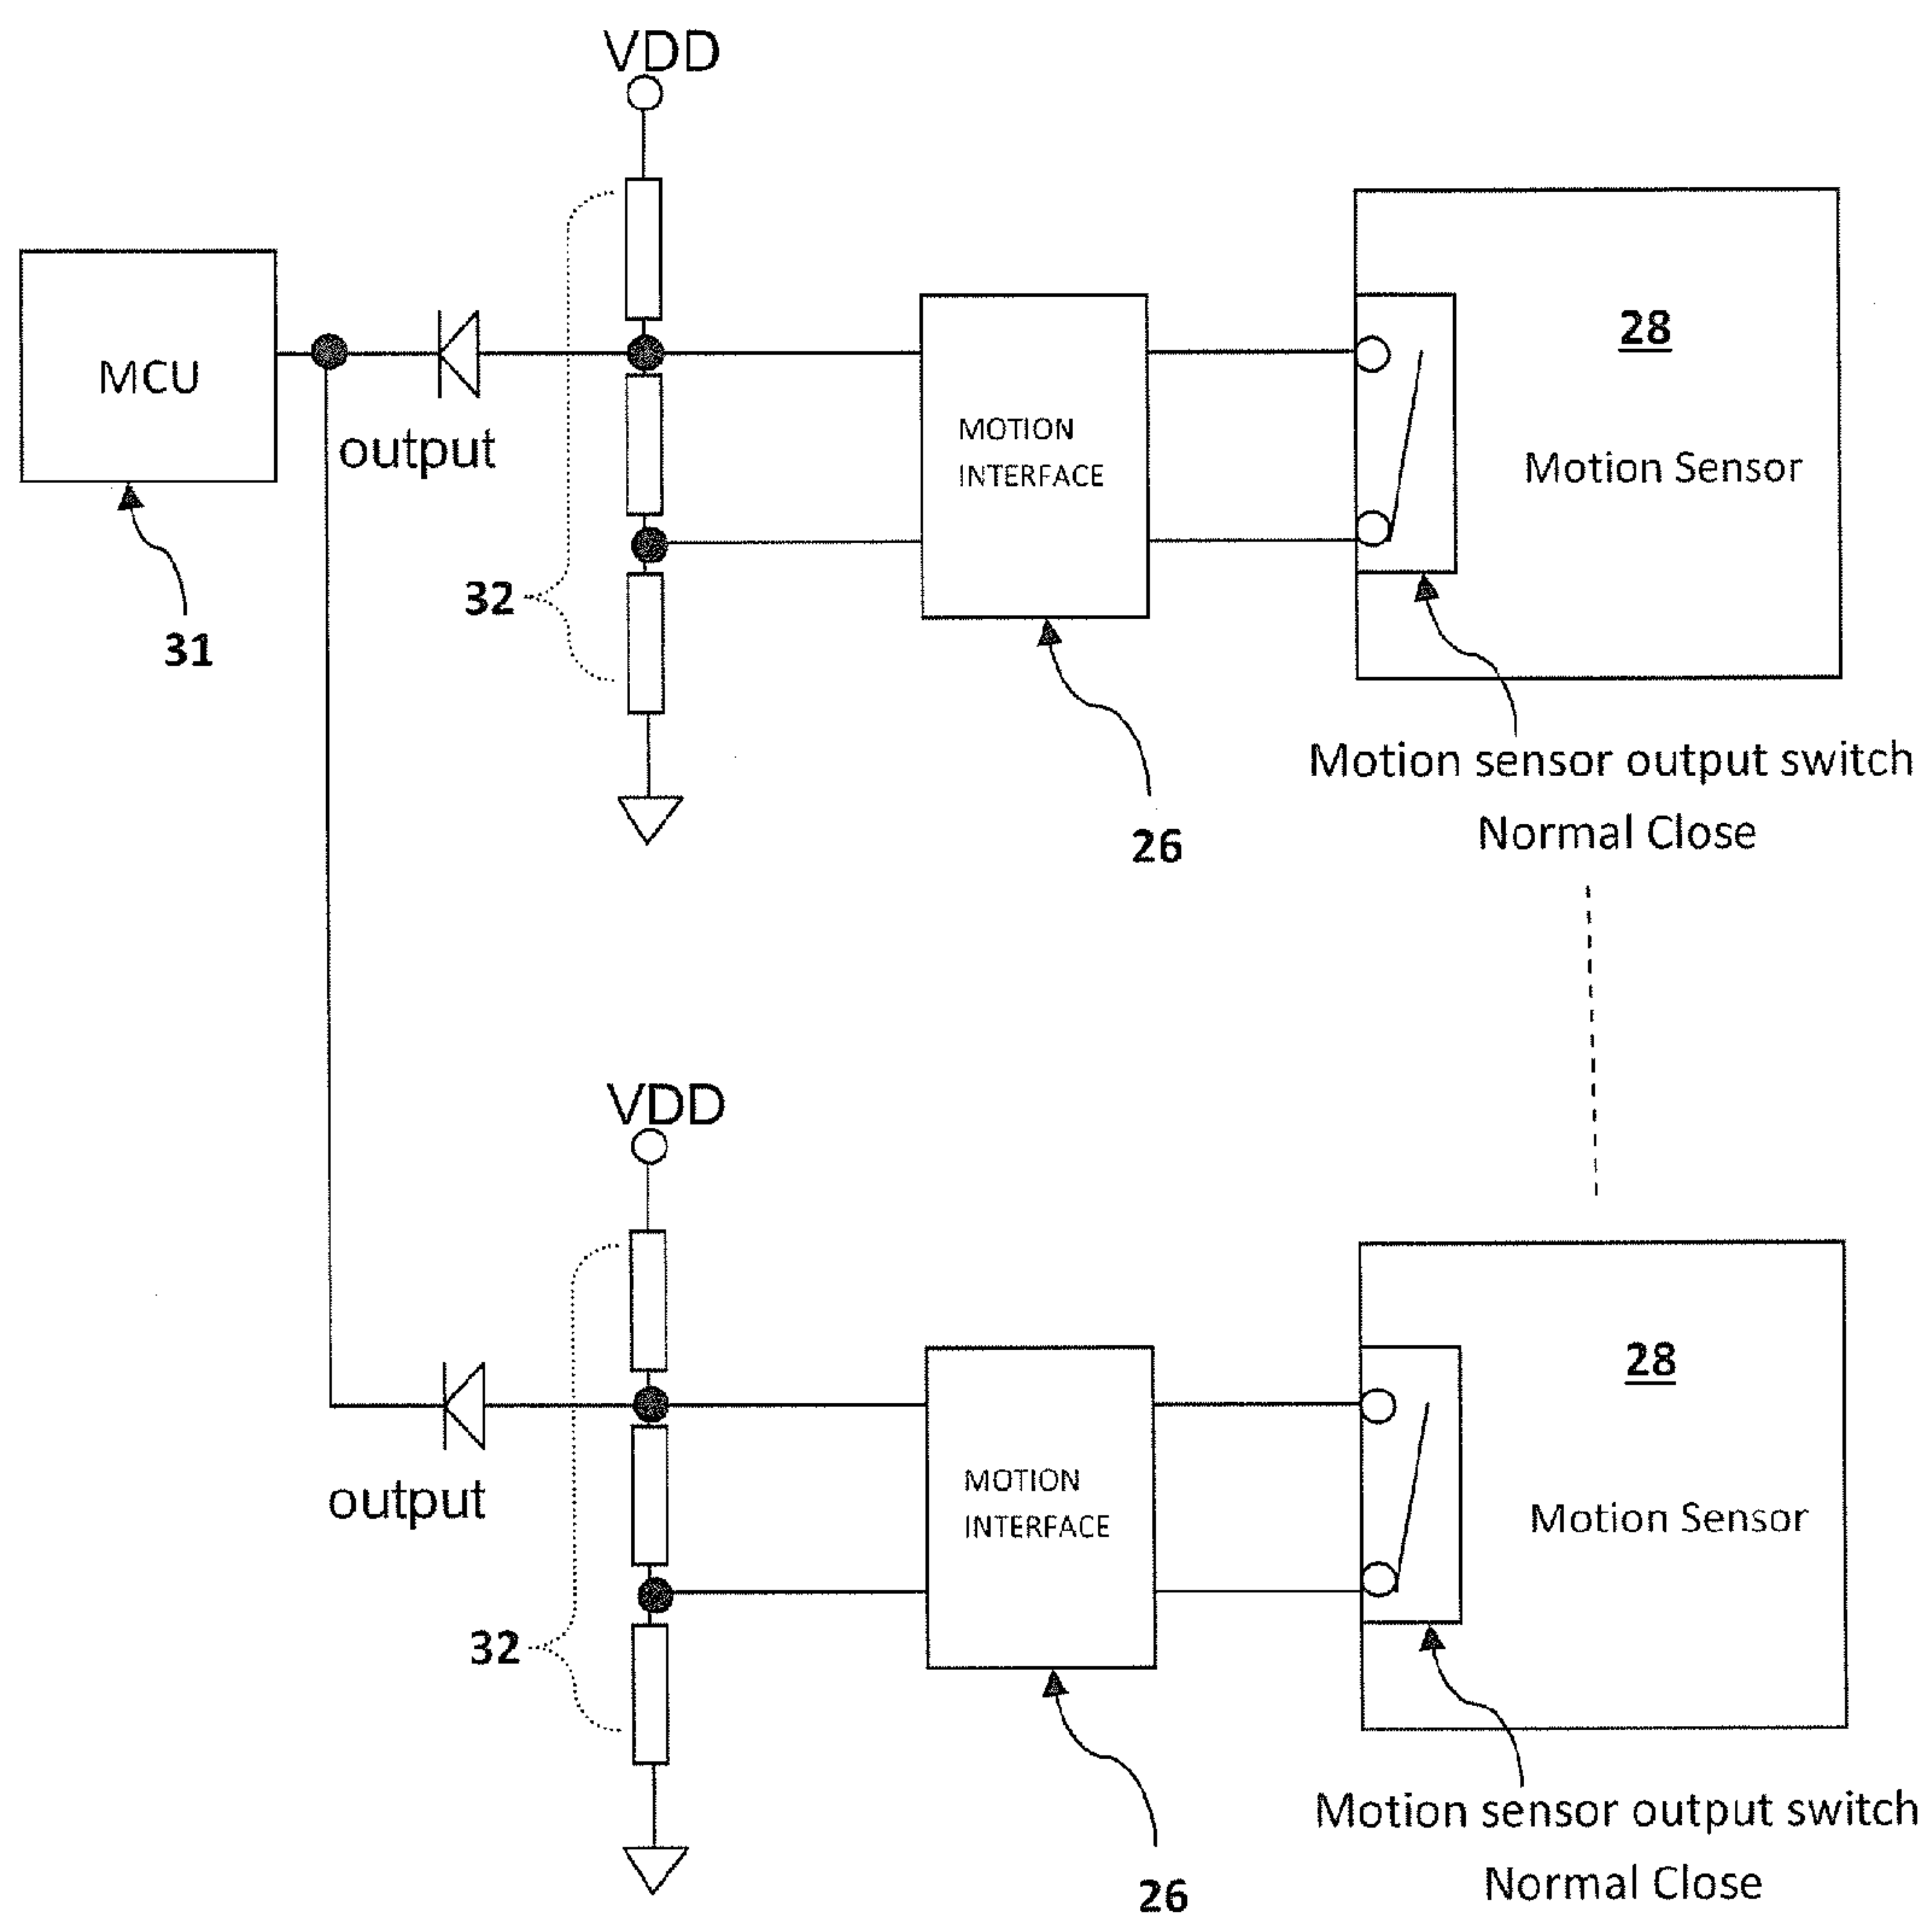 VDD
MCU
output
31
32
MOTION
INTERFACE
26
28
Motion Sensor
Motion sensor output switch
Normal Close
VDD
output
32
MOTION
INTERFACE
26
28
Motion Sensor
Motion sensor output switch
Normal Close